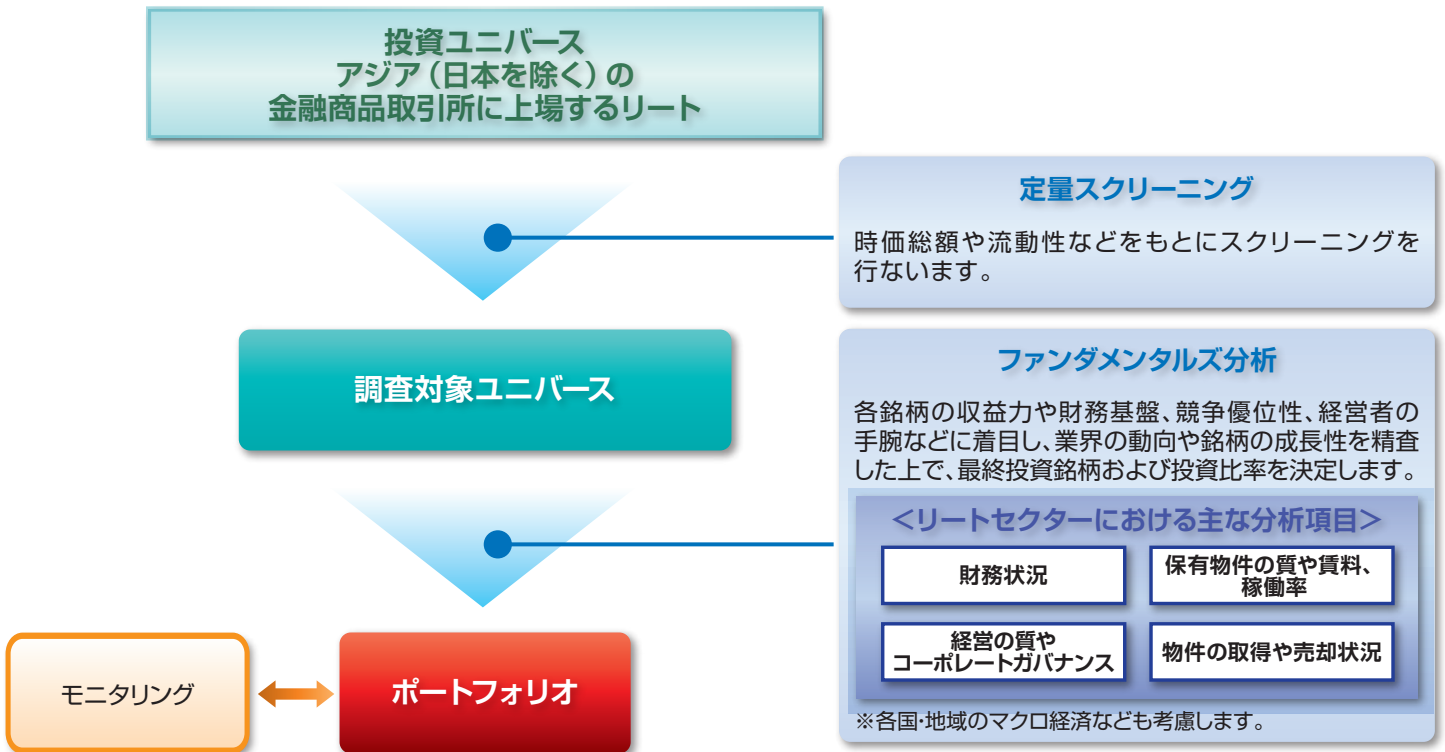 投資ユニバース
アジア（日本を除く）の
金融商品取引所に上場するリート
定量スクリーニング
時価総額や流動性などをもとにスクリーニングを
行ないます。
調査対象ユニバース
ファンダメンタルズ分析
各銘柄の収益力や財務基盤、競争優位性、経営者の
手腕などに着目し、業界の動向や銘柄の成長性を精査
した上で、最終投資銘柄および投資比率を決定します。
＜リートセクターにおける主な分析項目＞
財務状況
保有物件の質や賃料、
稼働率
経営の質や
コーポレートガバナンス
物件の取得や売却状況
※各国・地域のマクロ経済なども考慮します。
モニタリング
ポートフォリオ